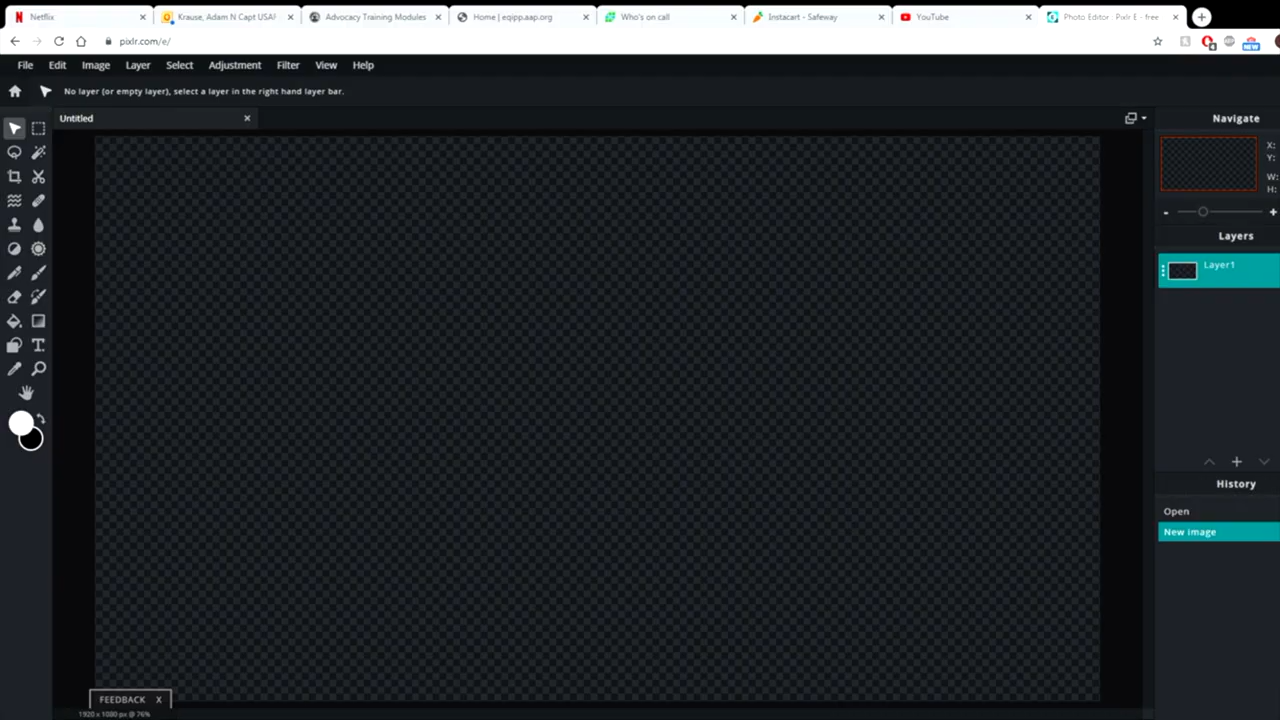 Netflix
Krause, Adam N Capt USAF
Advocacy Training Modules
Home | eqipp.aap.org
Who's on call
Instacart - Safeway
YouTube
Photo Editor : Pixlr E - free
pixlr.com/e/
NEW
File Edit Image Layer Select Adjustment Filter View Help
No layer (or empty layer), select a layer in the right hand layer bar.
Untitled
Navigate
X:
Y:
W:
H:
Layers
Layer1
History
Open
New image
FEEDBACK X
1920 x 1080 px @ 76%